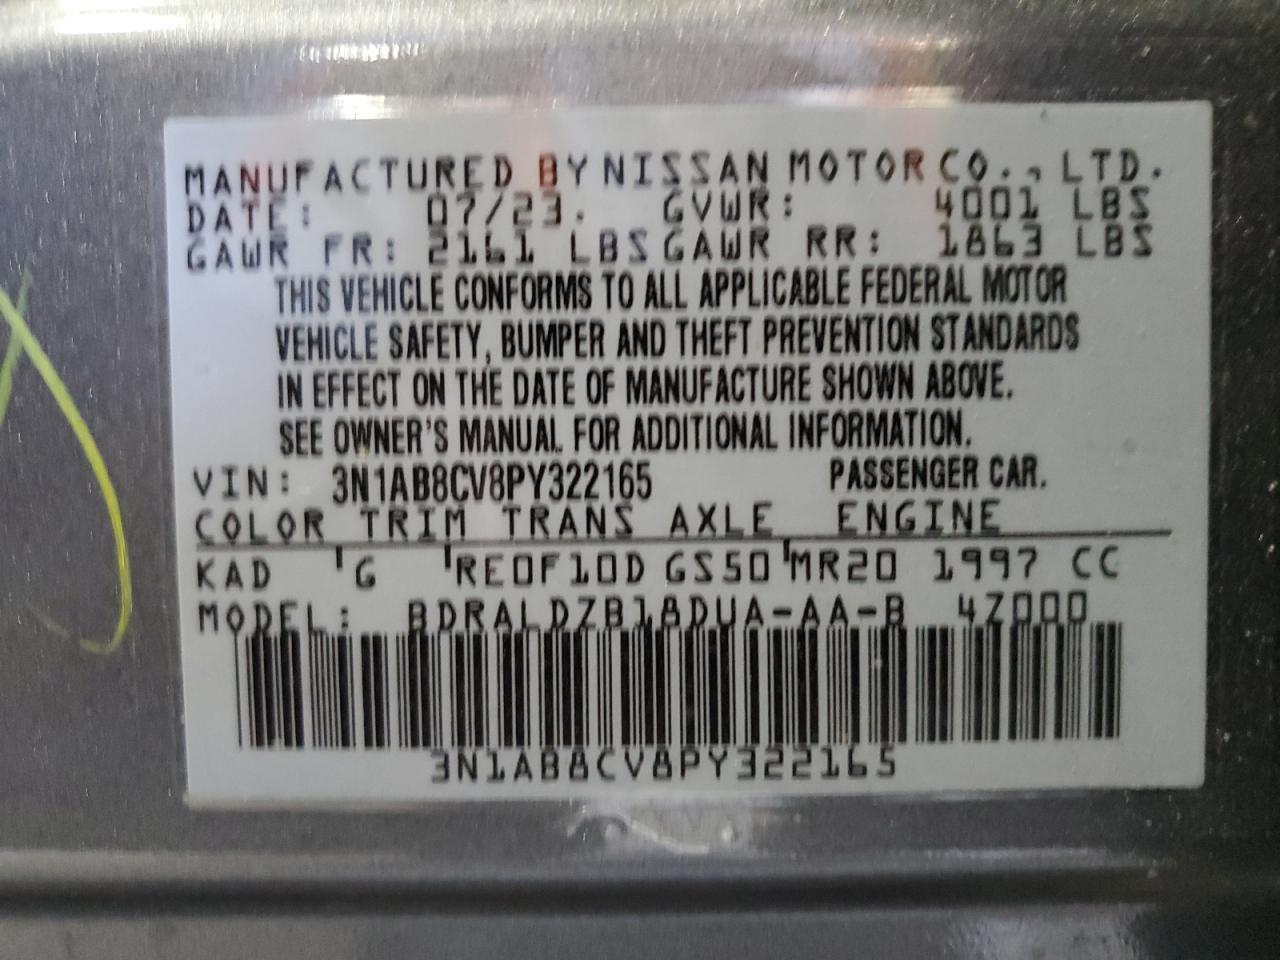 MANUFACTURED BY NISSAN MOTOR CO., LTD.
DATE: 07/23. GVWR: 4001 LBS
GAWR FR: 2161 LBS GAWR RR: 1863 LBS
THIS VEHICLE CONFORMS TO ALL APPLICABLE FEDERAL MOTOR
VEHICLE SAFETY, BUMPER AND THEFT PREVENTION STANDARDS
IN EFFECT ON THE DATE OF MANUFACTURE SHOWN ABOVE.
SEE OWNER'S MANUAL FOR ADDITIONAL INFORMATION.
VIN: 3N1AB8CV8PY322165 PASSENGER CAR.
COLOR TRIM TRANS AXLE ENGINE
KAD 'G 'RE0F10D GS50'MR20 1997 CC
MODEL: BDRALDZB18DUA-AA-B 4Z000
3N1AB8CV8PY322165